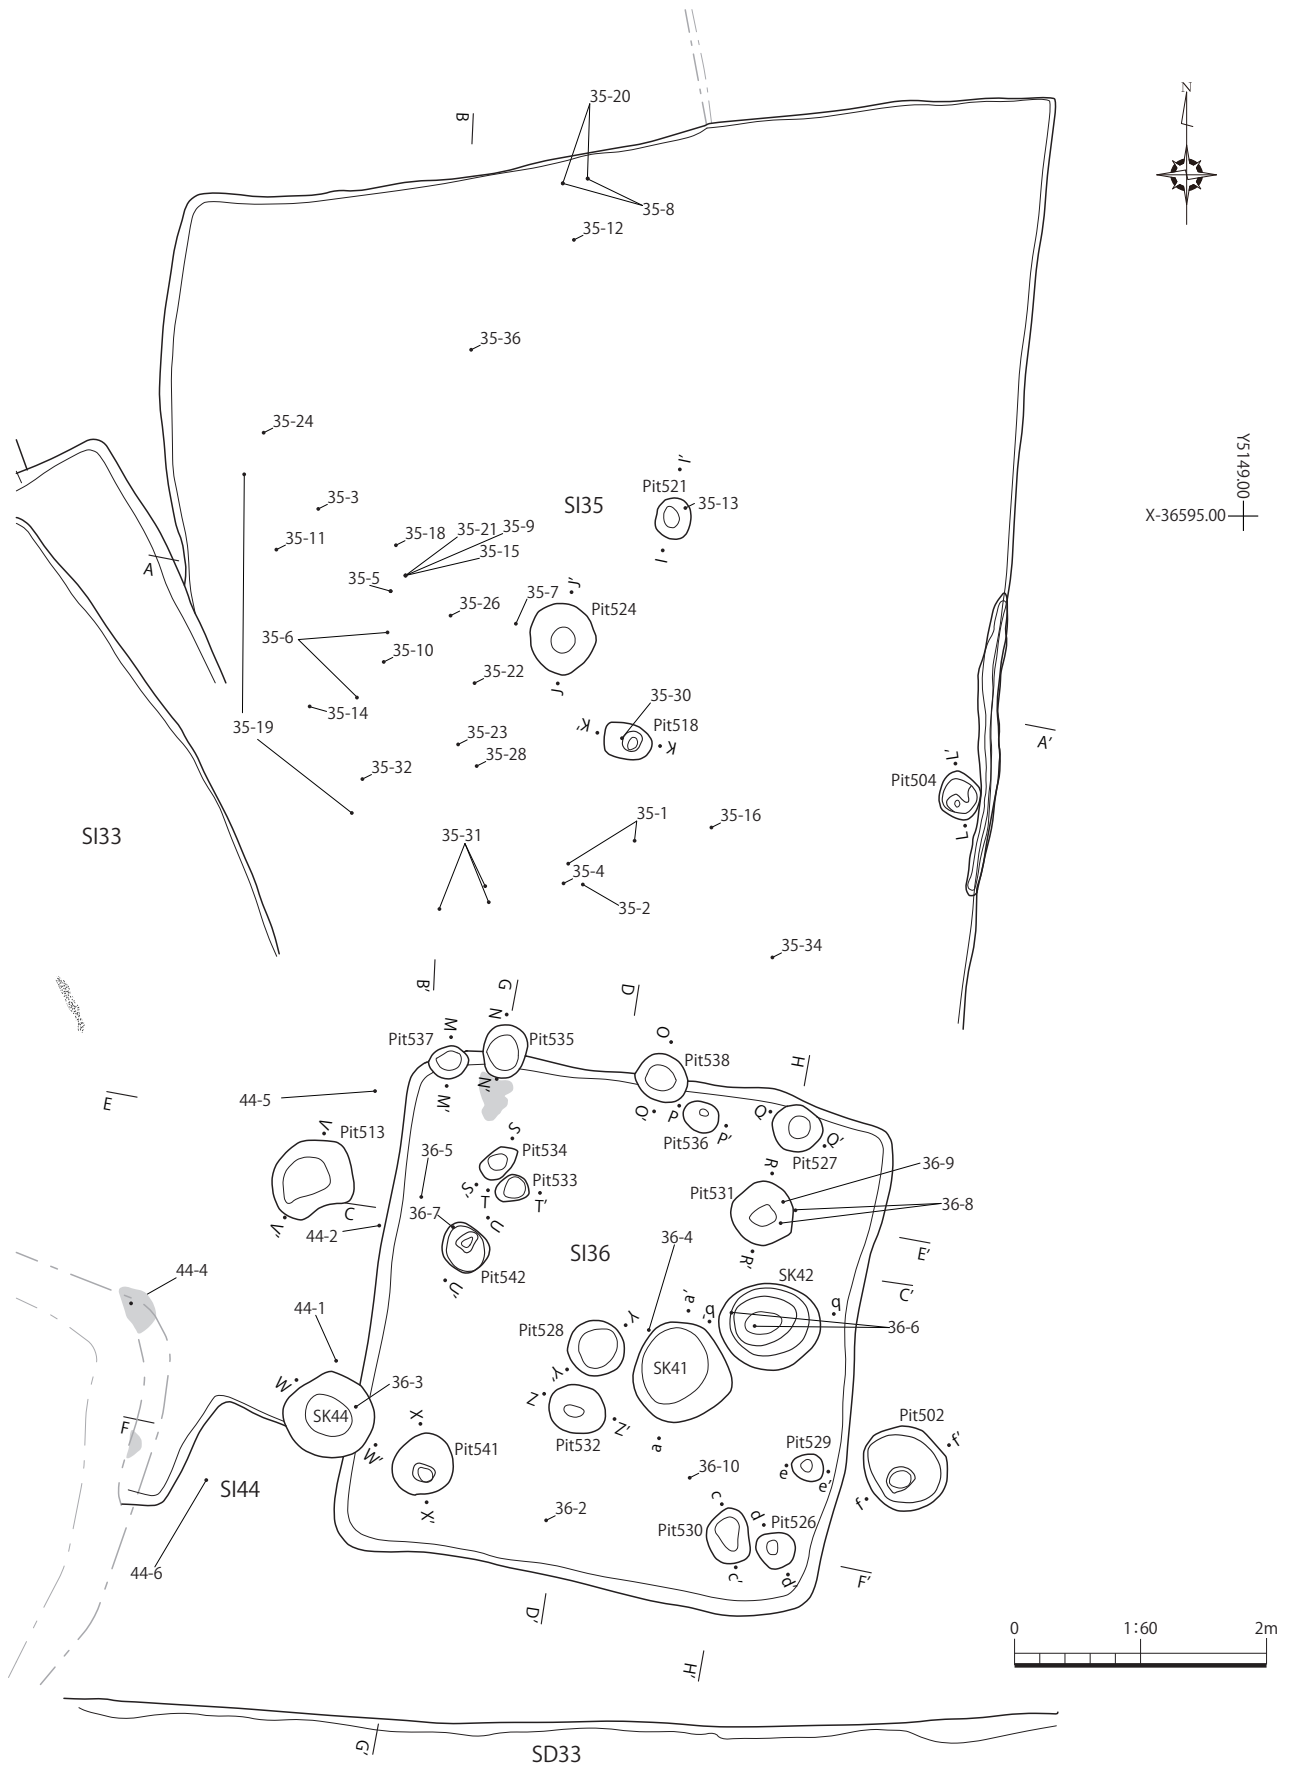 N
B
35-20
35-8
35-12
35-36
35-24
Y5149.00
X-36595.00
I'
Pit521
35-13
I
35-3
SI35
35-11
35-18
35-21
35-9
35-15
A
35-5
J'
35-7
Pit524
35-26
35-6
35-10
35-22
J
35-30
35-14
35-19
K'
Pit518
K
35-23
35-28
A'
35-32
L'
Pit504
L
35-1
35-16
SI33
35-31
35-4
35-2
35-34
B'
G
D
N
M
O
Pit537
Pit535
Pit538
H
N'
M'
E
44-5
O'
P
Q
V
Pit513
S
Pit536
P'
Q'
Pit527
36-5
Pit534
S'
Pit533
T
T'
R
36-9
Pit531
36-8
V'
C
36-7
U
44-2
SI36
36-4
R'
E'
44-4
Pit542
U'
SK42
C'
44-1
a'
q'
q
Pit528
Y
36-6
Y'
SK41
W
36-3
Z
SK44
X
Pit532
Z'
F
W'
Pit541
a
Pit529
Pit502
f'
36-10
e
e'
SI44
c
f
X'
36-2
Pit530
d
Pit526
44-6
c'
d'
F'
D'
0
1:60
2m
H'
G'
SD33